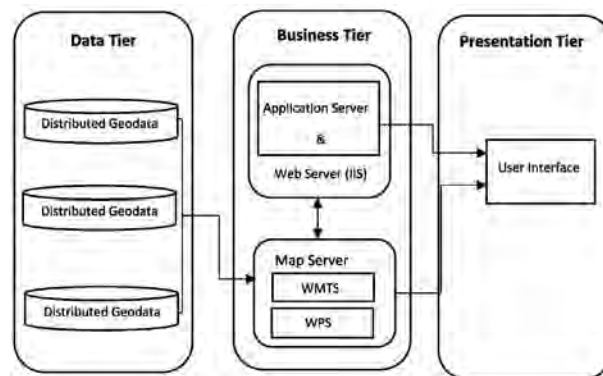 Data Tier
Distributed Geodata
Distributed Geodata
Distributed Geodata
Business Tier
Application Server
&
Web Server (IIS)
Map Server
WMTS
WPS
Presentation Tier
User Interface